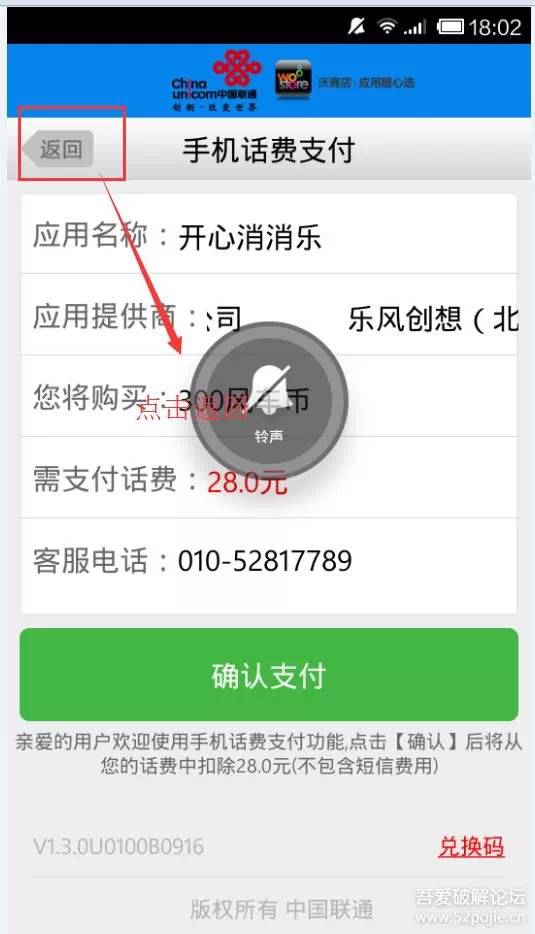 18:02
China
unicom中国联通
创新·改变世界
wo
store
沃商店·应用随心选
返回
手机话费支付
应用名称：开心消消乐
应用提供商：公司 乐风创想（北
您将购买：300风车币
点击返回
铃声
需支付话费：28.0元
客服电话：010-52817789
确认支付
亲爱的用户欢迎使用手机话费支付功能,点击【确认】后将从
您的话费中扣除28.0元(不包含短信费用)
V1.3.0U0100B0916
兑换码
版权所有 中国联通
吾爱破解论坛
www.52pojie.cn